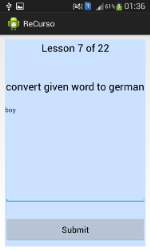 61% 01:36
ReCurso
Lesson 7 of 22
convert given word to german
boy
Submit